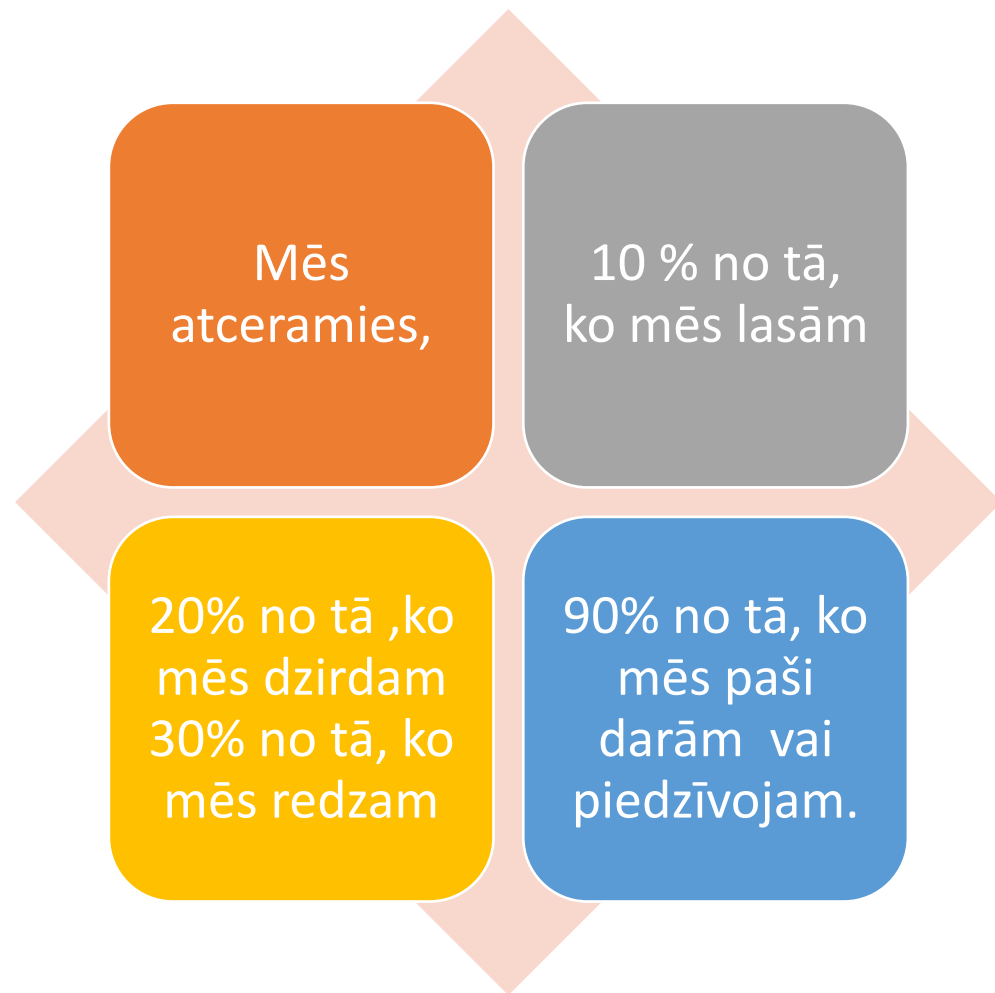 Mēs
atceramies,
10 % no tā,
ko mēs lasām
20% no tā ,ko
mēs dzirdam
30% no tā, ko
mēs redzam
90% no tā, ko
mēs paši
darām  vai
piedzīvojam.